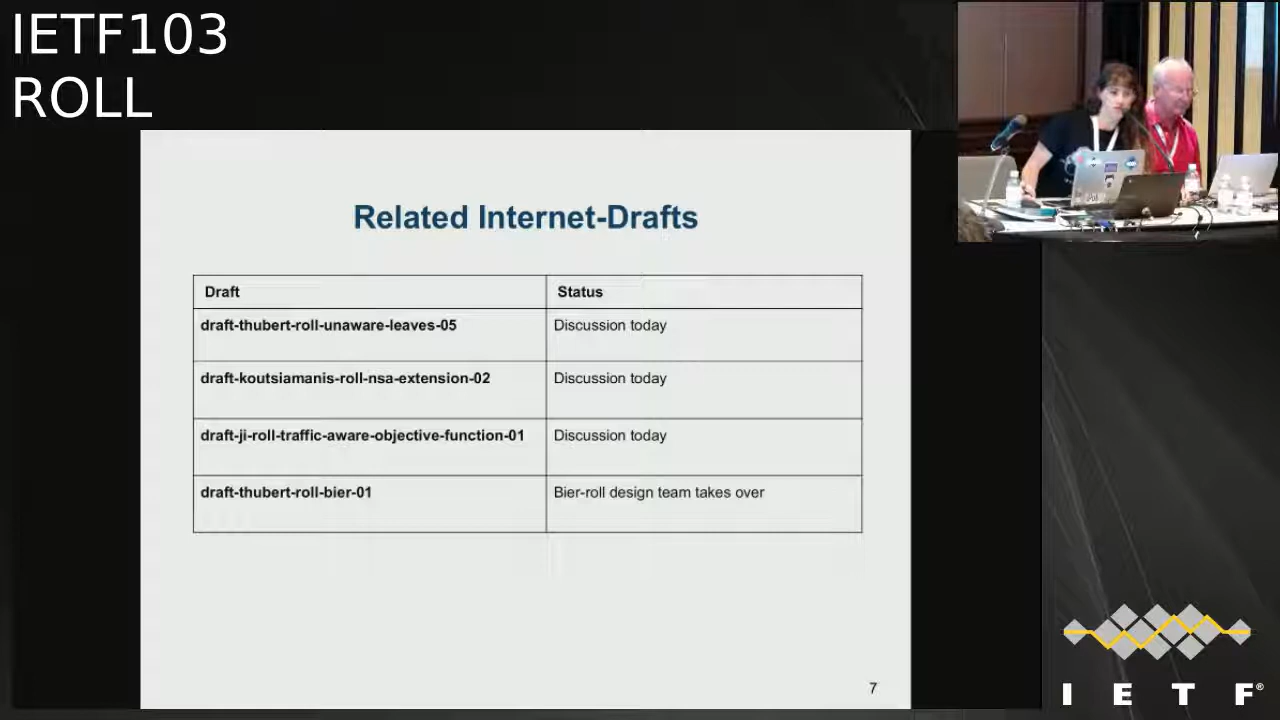 IETF103
ROLL
Related Internet-Drafts
Draft Status
draft-thubert-roll-unaware-leaves-05 Discussion today
draft-koutsiamanis-roll-nsa-extension-02 Discussion today
draft-ji-roll-traffic-aware-objective-function-01 Discussion today
draft-thubert-roll-bier-01 Bier-roll design team takes over
7
I E T F®